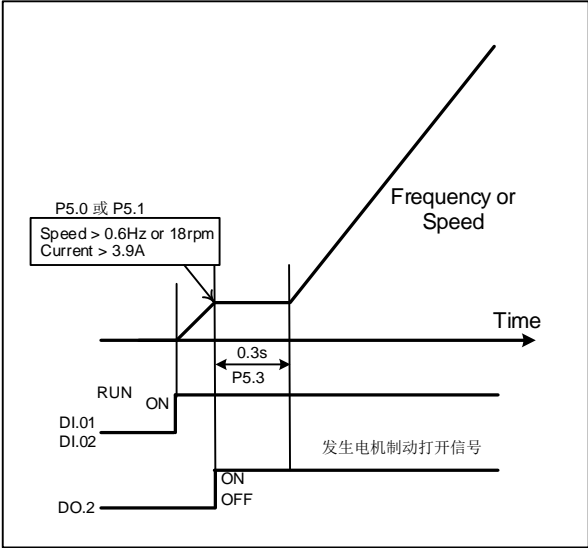 P5.0 或 P5.1
Speed > 0.6Hz or 18rpm
Current > 3.9A
Frequency or
Speed
Time
0.3s
P5.3
RUN
ON
DI.01
DI.02
发生电机制动打开信号
ON
OFF
DO.2